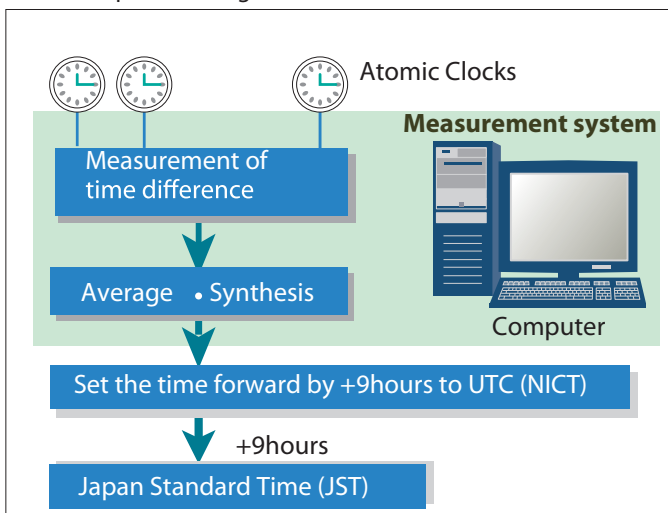 Atomic Clocks
Measurement system
Measurement of
time difference
Average • Synthesis
Computer
Set the time forward by +9hours to UTC (NICT)
+9hours
Japan Standard Time (JST)